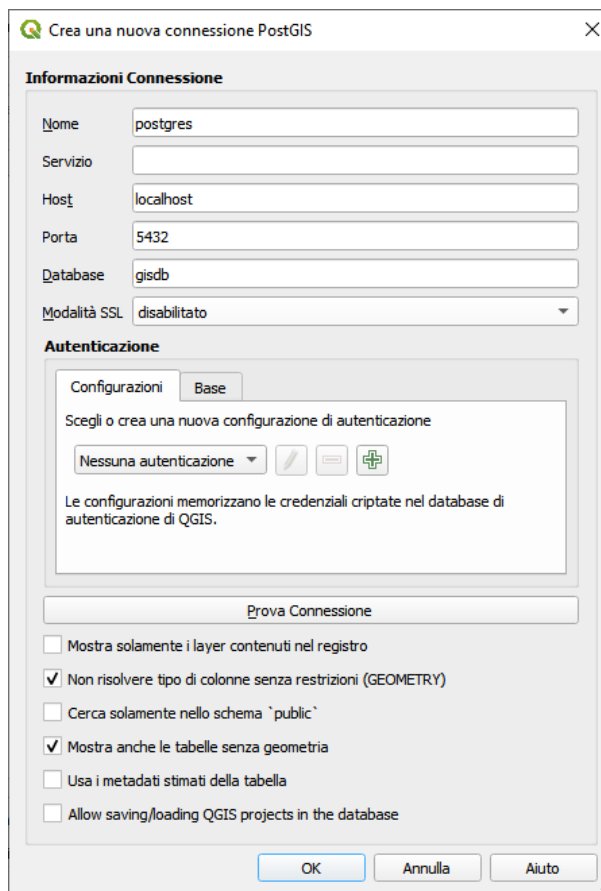 Crea una nuova connessione PostGIS
Informazioni Connessione
Nome postgres
Servizio
Host localhost
Porta 5432
Database gisdb
Modalità SSL disabilitato
Autenticazione
Configurazioni Base
Scegli o crea una nuova configurazione di autenticazione
Nessuna autenticazione
Le configurazioni memorizzano le credenziali criptate nel database di
autenticazione di QGIS.
Prova Connessione
Mostra solamente i layer contenuti nel registro
Non risolvere tipo di colonne senza restrizioni (GEOMETRY)
Cerca solamente nello schema `public`
Mostra anche le tabelle senza geometria
Usa i metadati stimati della tabella
Allow saving/loading QGIS projects in the database
OK Annulla Aiuto